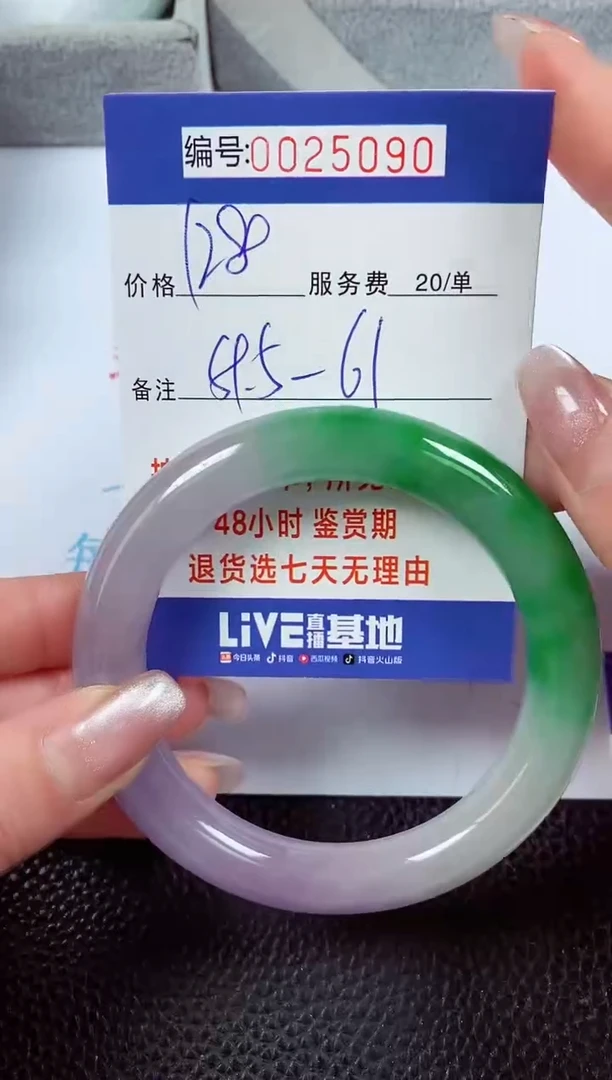 编号:0025090
价格 128 服务费 20/单
备注 54.5-61
48小时 鉴赏期
退货选七天无理由
LiVE直播基地
今日头条 抖音 西瓜视频 抖音火山版